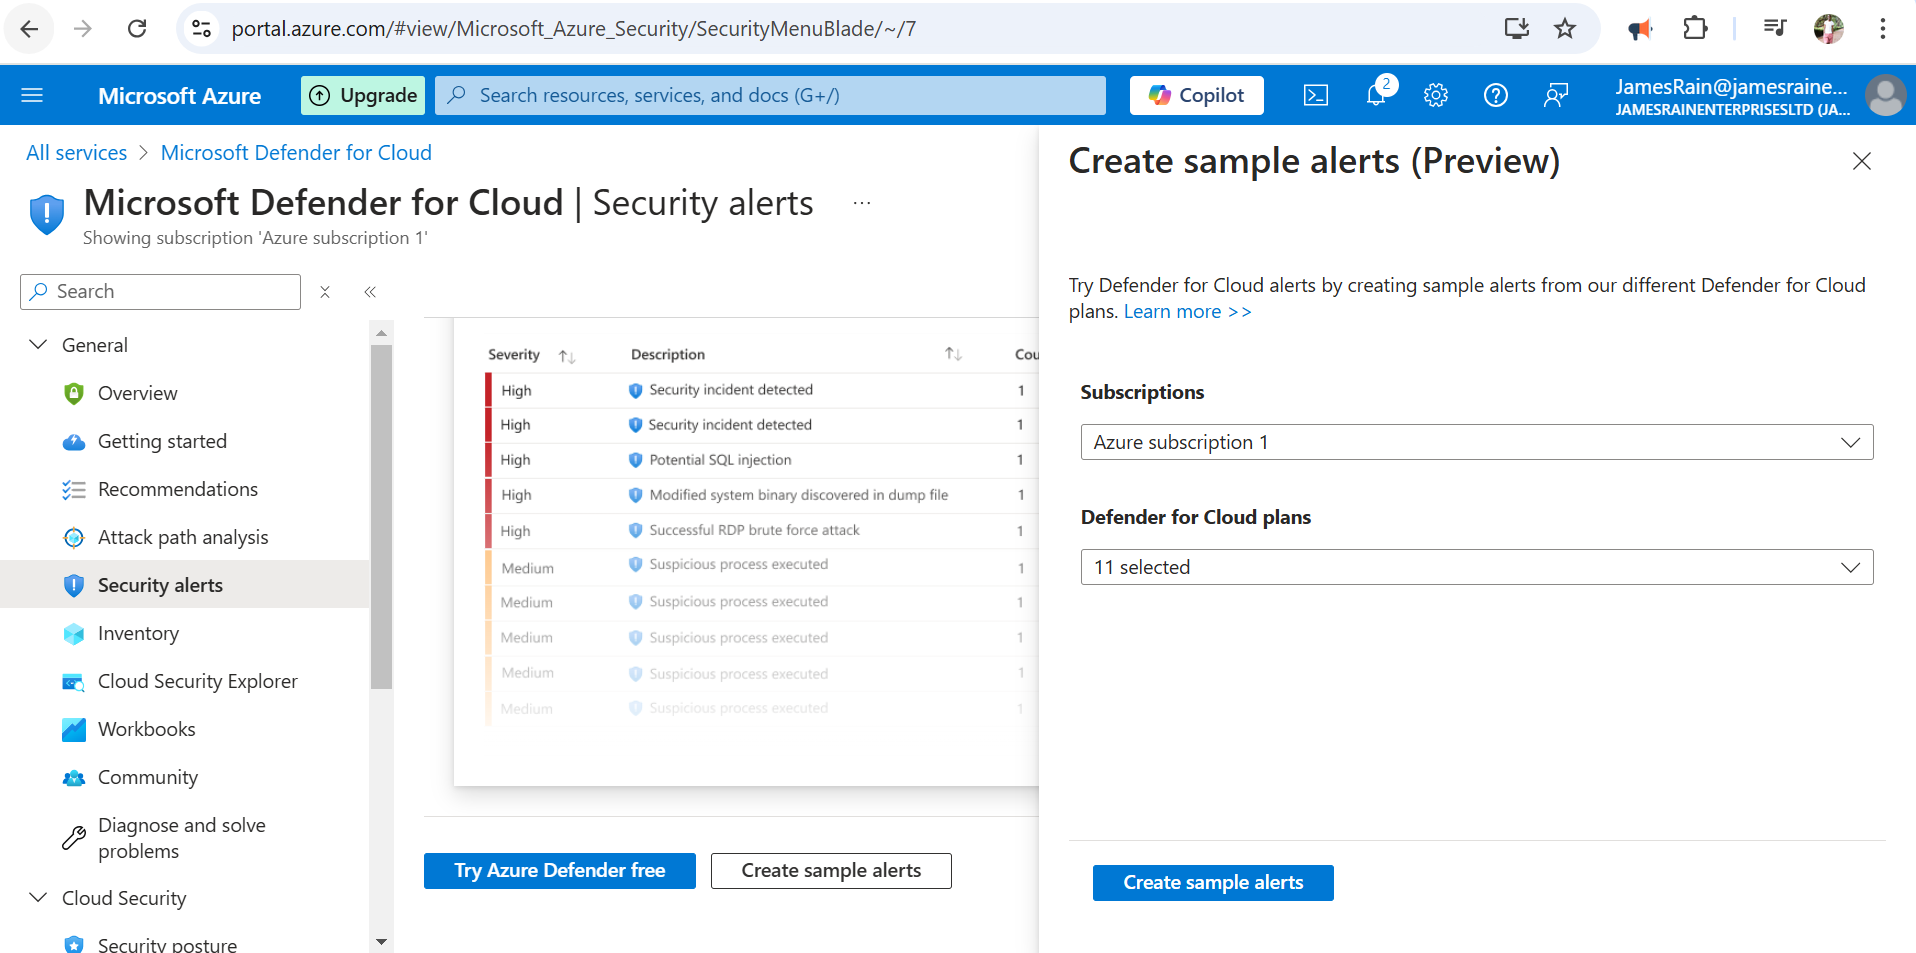 portal.azure.com/#view/Microsoft_Azure_Security/SecurityMenuBlade/~/7
Microsoft Azure
Upgrade
Search resources, services, and docs (G+/)
Copilot
2
JamesRain@jamesraine...
JAMESRAINENTERPRISESLTD (JA...
All services > Microsoft Defender for Cloud
Microsoft Defender for Cloud | Security alerts ...
Showing subscription 'Azure subscription 1'
Search
General
Overview
Getting started
Recommendations
Attack path analysis
Security alerts
Inventory
Cloud Security Explorer
Workbooks
Community
Diagnose and solve
problems
Cloud Security
Security posture
Severity Description Cou
High Security incident detected 1
High Security incident detected 1
High Potential SQL injection 1
High Modified system binary discovered in dump file 1
High Successful RDP brute force attack 1
Medium Suspicious process executed 1
Medium Suspicious process executed 1
Medium Suspicious process executed 1
Medium Suspicious process executed 1
Medium Suspicious process executed 1
Try Azure Defender free
Create sample alerts
Create sample alerts (Preview)
Try Defender for Cloud alerts by creating sample alerts from our different Defender for Cloud
plans. Learn more >>
Subscriptions
Azure subscription 1
Defender for Cloud plans
11 selected
Create sample alerts